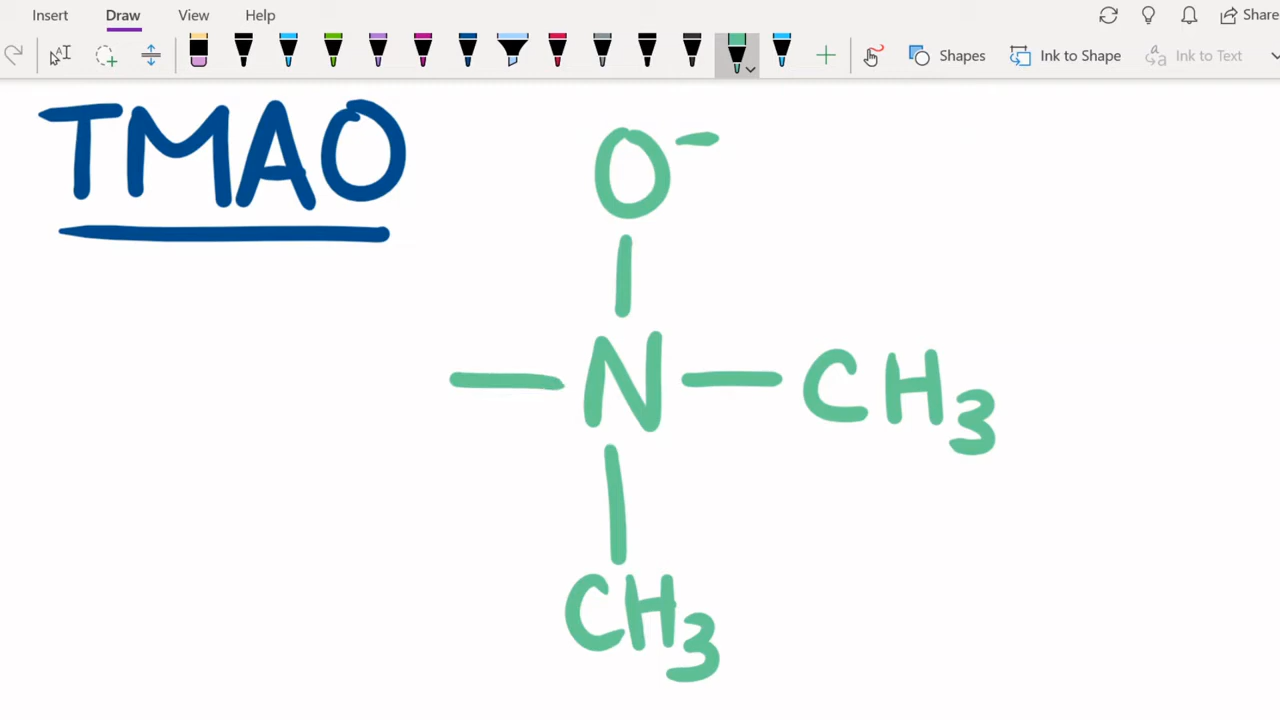 Insert Draw View Help
Share
Shapes Ink to Shape Ink to Text
TMAO
O⁻
N CH₃
CH₃